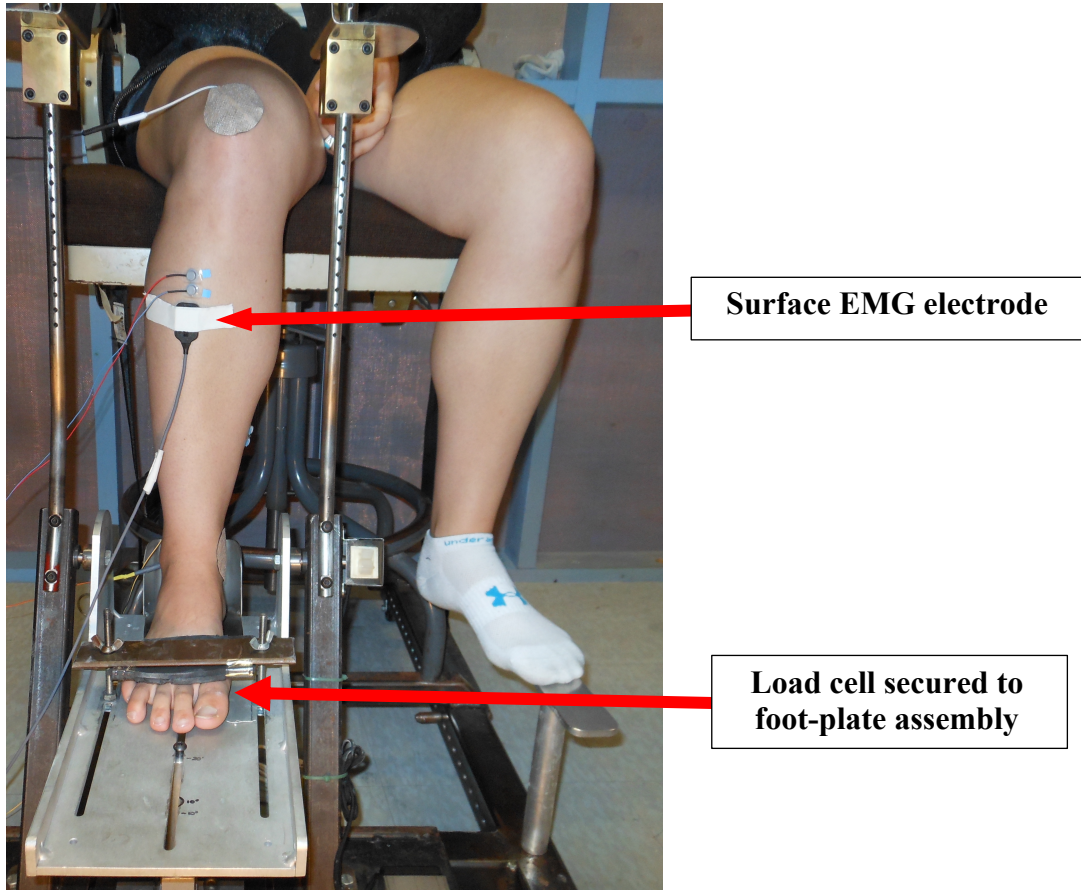 Surface EMG electrode
under
Load cell secured to
foot-plate assembly